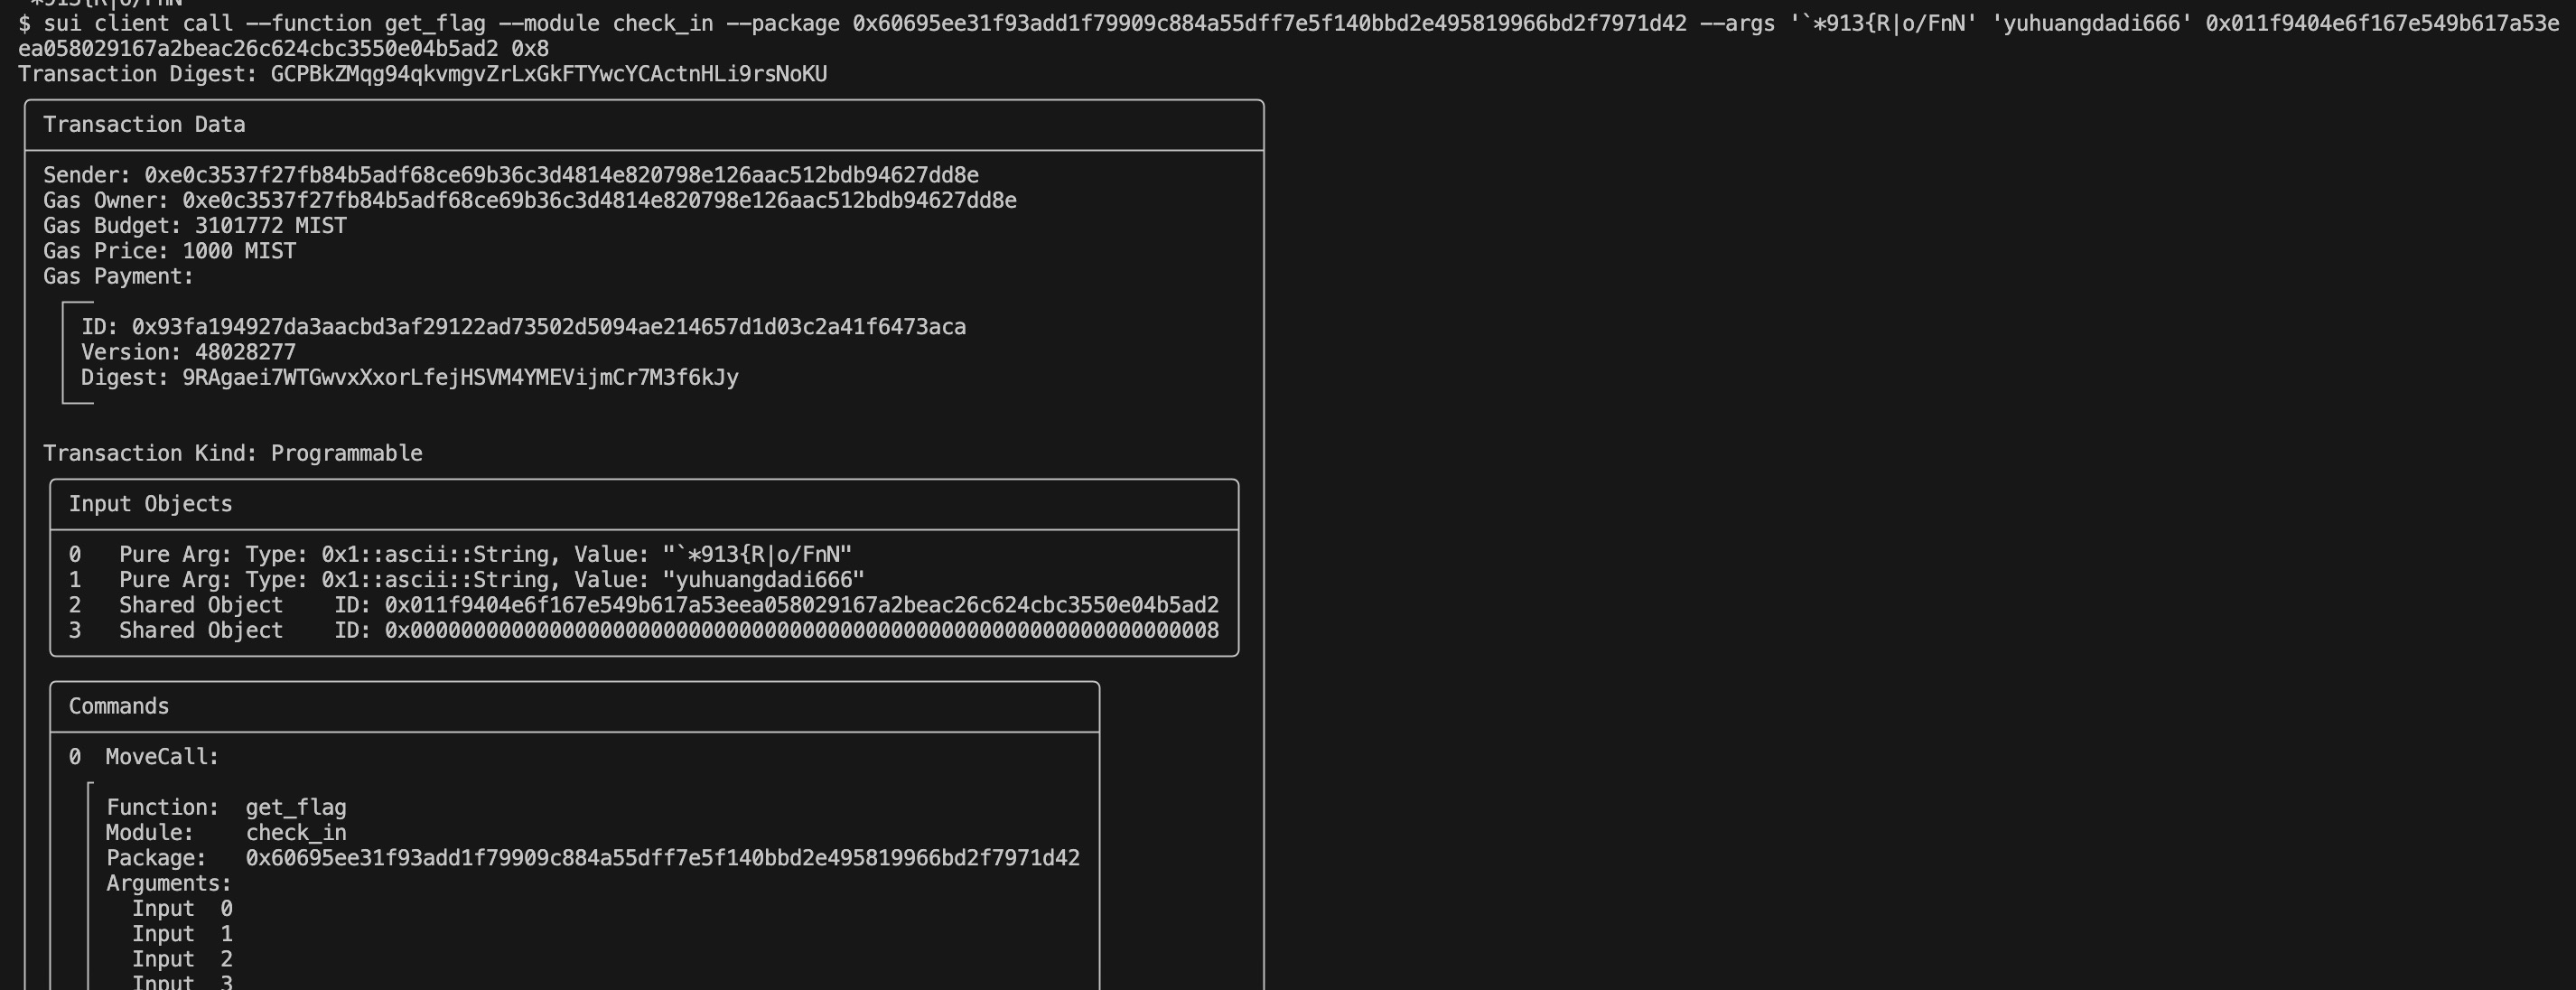 `*913{R|o/FnN
$ sui client call --function get_flag --module check_in --package 0x60695ee31f93add1f79909c884a55dff7e5f140bbd2e495819966bd2f7971d42 --args '`*913{R|o/FnN' 'yuhuangdadi666' 0x011f9404e6f167e549b617a53e
ea058029167a2beac26c624cbc3550e04b5ad2 0x8
Transaction Digest: GCPBkZMqg94qkvmgvZrLxGkFTYwcYCActnHLi9rsNoKU
Transaction Data
Sender: 0xe0c3537f27fb84b5adf68ce69b36c3d4814e820798e126aac512bdb94627dd8e
Gas Owner: 0xe0c3537f27fb84b5adf68ce69b36c3d4814e820798e126aac512bdb94627dd8e
Gas Budget: 3101772 MIST
Gas Price: 1000 MIST
Gas Payment:
ID: 0x93fa194927da3aacbd3af29122ad73502d5094ae214657d1d03c2a41f6473aca
Version: 48028277
Digest: 9RAgaei7WTGwvxXxorLfejHSVM4YMEVijmCr7M3f6kJy
Transaction Kind: Programmable
Input Objects
0 Pure Arg: Type: 0x1::ascii::String, Value: "`*913{R|o/FnN"
1 Pure Arg: Type: 0x1::ascii::String, Value: "yuhuangdadi666"
2 Shared Object ID: 0x011f9404e6f167e549b617a53eea058029167a2beac26c624cbc3550e04b5ad2
3 Shared Object ID: 0x0000000000000000000000000000000000000000000000000000000000000008
Commands
0 MoveCall:
Function: get_flag
Module: check_in
Package: 0x60695ee31f93add1f79909c884a55dff7e5f140bbd2e495819966bd2f7971d42
Arguments:
Input 0
Input 1
Input 2
Input 3